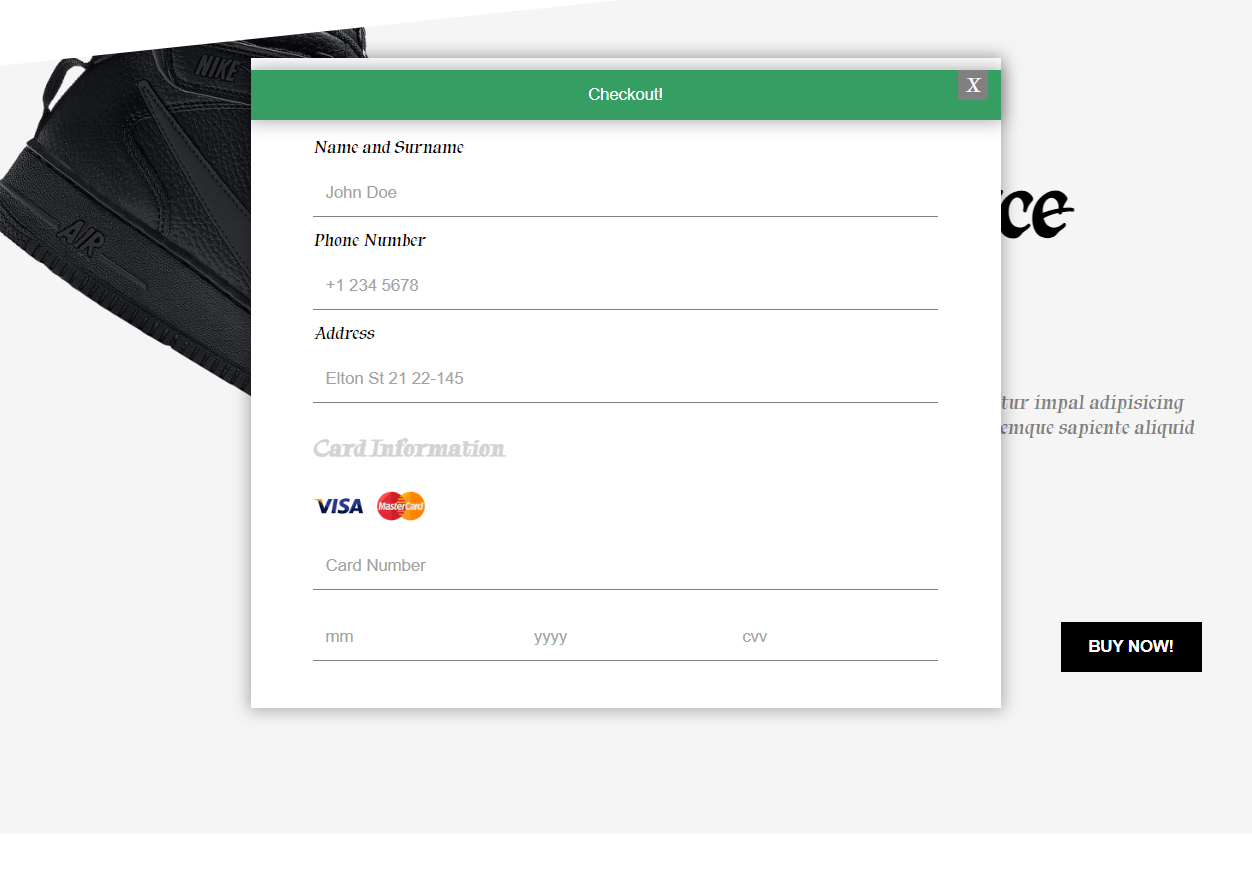 NIKE
AIR
Checkout!
X
Name and Surname
John Doe
Phone Number
+1 234 5678
Address
Elton St 21 22-145
Card Information
VISA MasterCard
Card Number
mm yyyy cvv
ce
tur impal adipisicing
emque sapiente aliquid
BUY NOW!